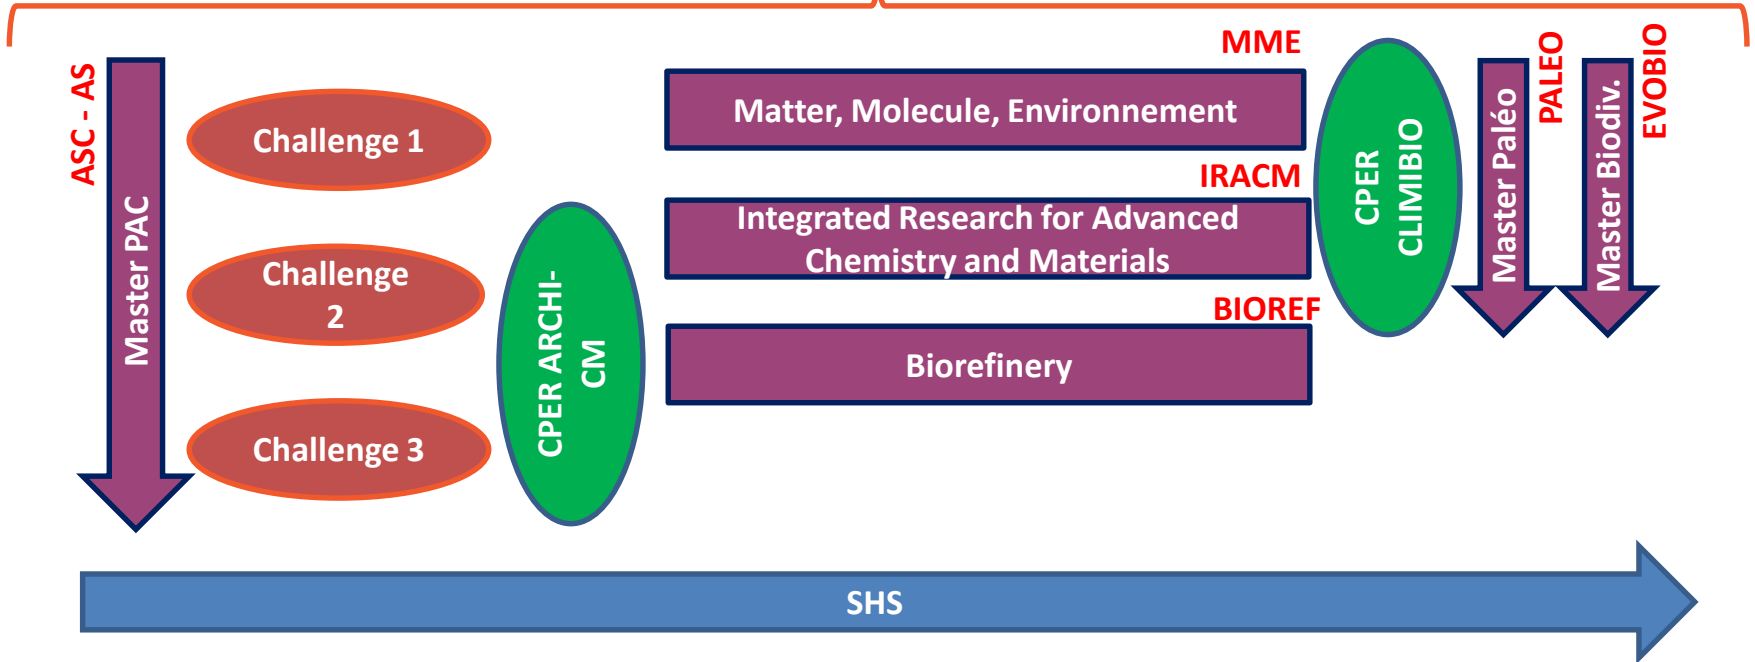 ASC - AS
Master PAC
Challenge 1
Challenge
2
Challenge 3
CPER ARCHI-
CM
MME
Matter, Molecule, Environnement
IRACM
Integrated Research for Advanced
Chemistry and Materials
BIOREF
Biorefinery
CPER
CLIMIBIO
Master Paléo
PALEO
Master Biodiv.
EVOBIO
SHS